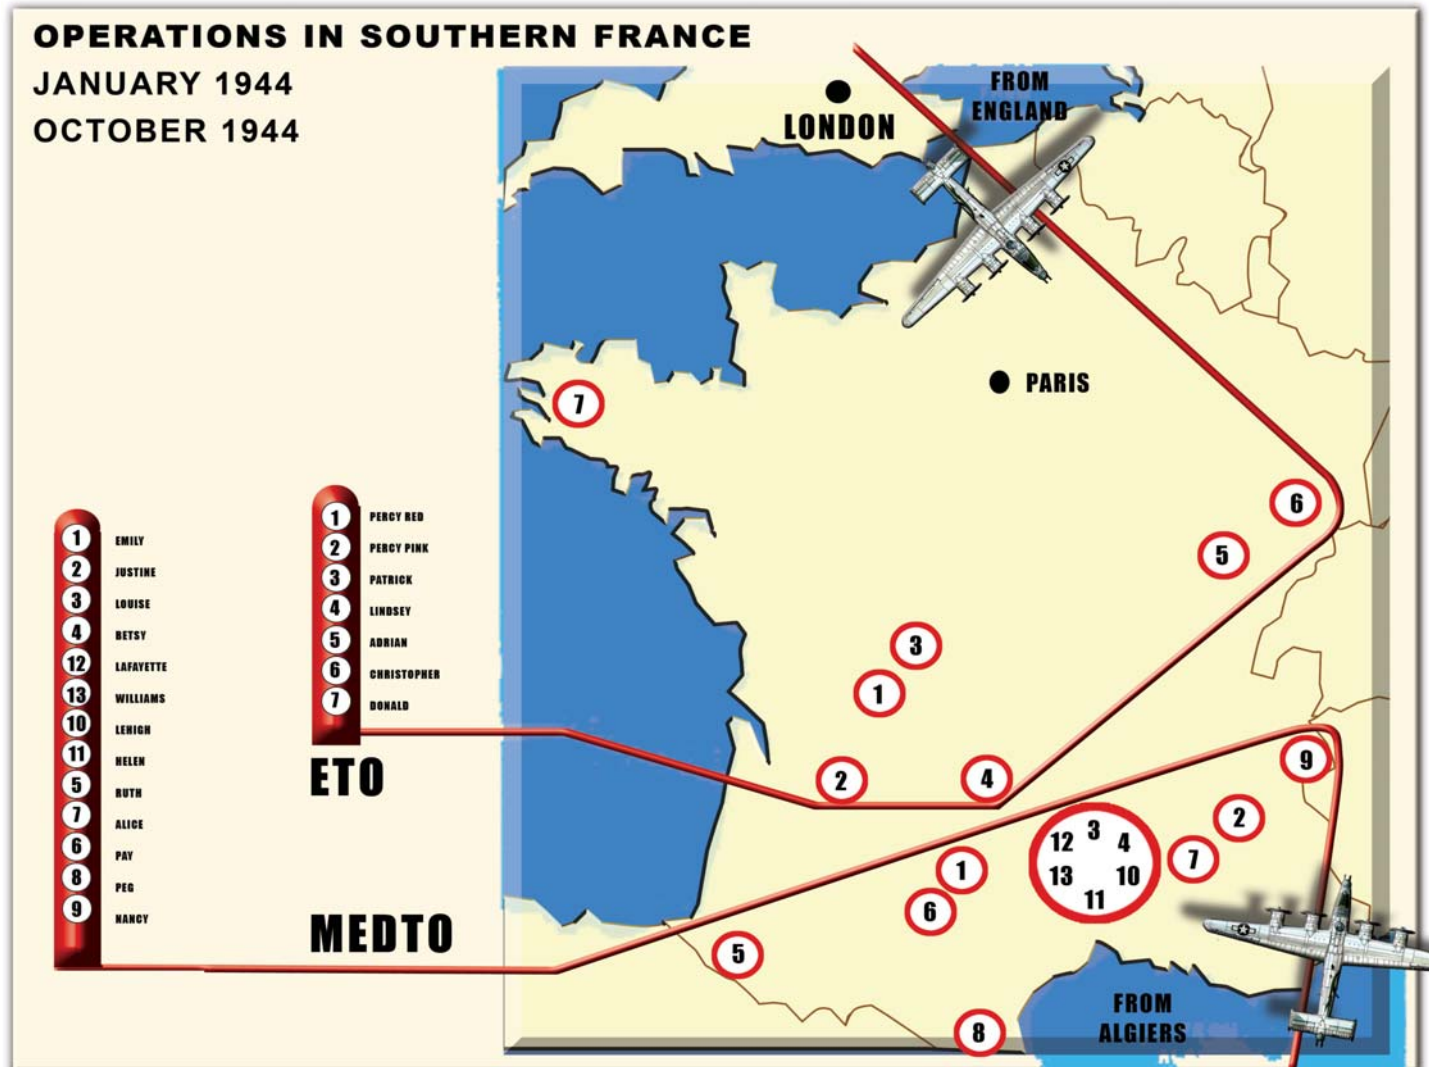 OPERATIONS IN SOUTHERN FRANCE
JANUARY 1944
OCTOBER 1944
FROM
ENGLAND
LONDON
PARIS
7
6
5
3
1
2
4
1 EMILY
2 JUSTINE
3 LOUISE
4 BETSY
12 LAFAYETTE
13 WILLIAMS
10 LEHIGH
11 HELEN
5 RUTH
7 ALICE
6 PAY
8 PEG
9 NANCY
1 PERCY RED
2 PERCY PINK
3 PATRICK
4 LINDSEY
5 ADRIAN
6 CHRISTOPHER
7 DONALD
ETO
MEDTO
9
2
7
12 3 4
13 10
11
1
6
5
8
FROM
ALGIERS